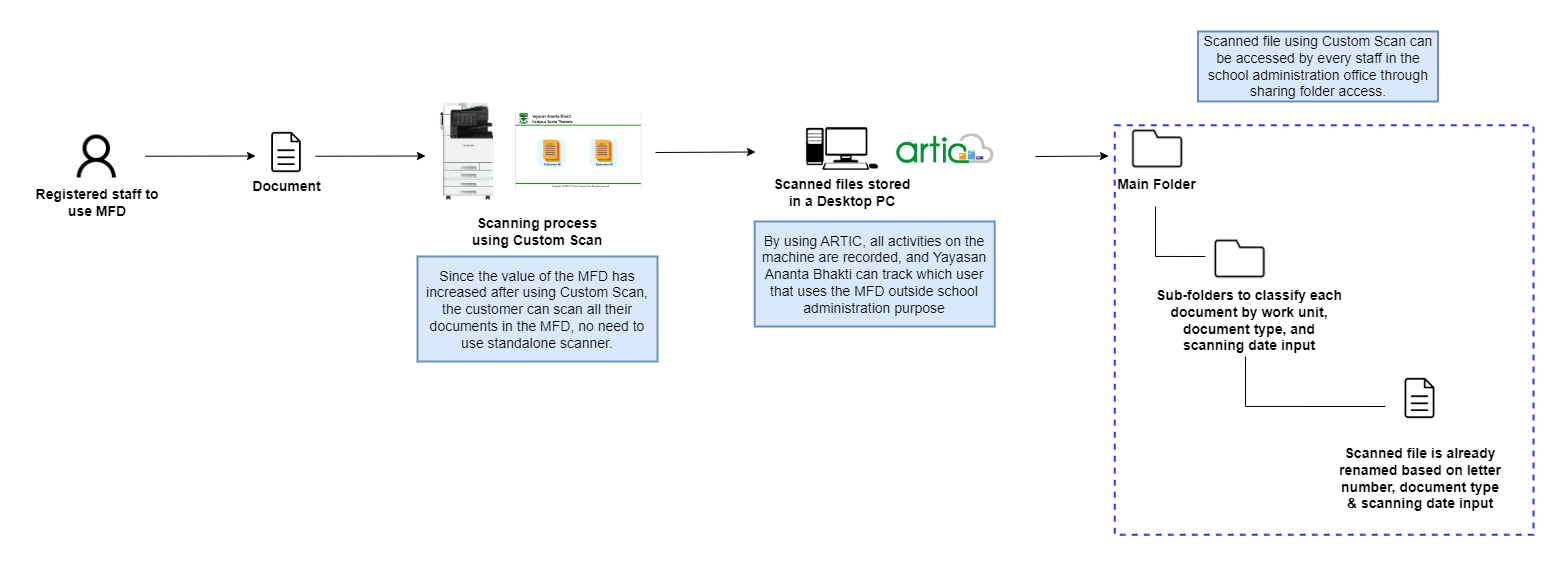 Scanned file using Custom Scan can
be accessed by every staff in the
school administration office through
sharing folder access.
Yayasan Ananta Bhakti
Kampus Santa Theresia
artic
Registered staff to
use MFD
Document
Scanning process
using Custom Scan
Since the value of the MFD has
increased after using Custom Scan,
the customer can scan all their
documents in the MFD, no need to
use standalone scanner.
Scanned files stored
in a Desktop PC
By using ARTIC, all activities on the
machine are recorded, and Yayasan
Ananta Bhakti can track which user
that uses the MFD outside school
administration purpose
Main Folder
Sub-folders to classify each
document by work unit,
document type, and
scanning date input
Scanned file is already
renamed based on letter
number, document type
& scanning date input